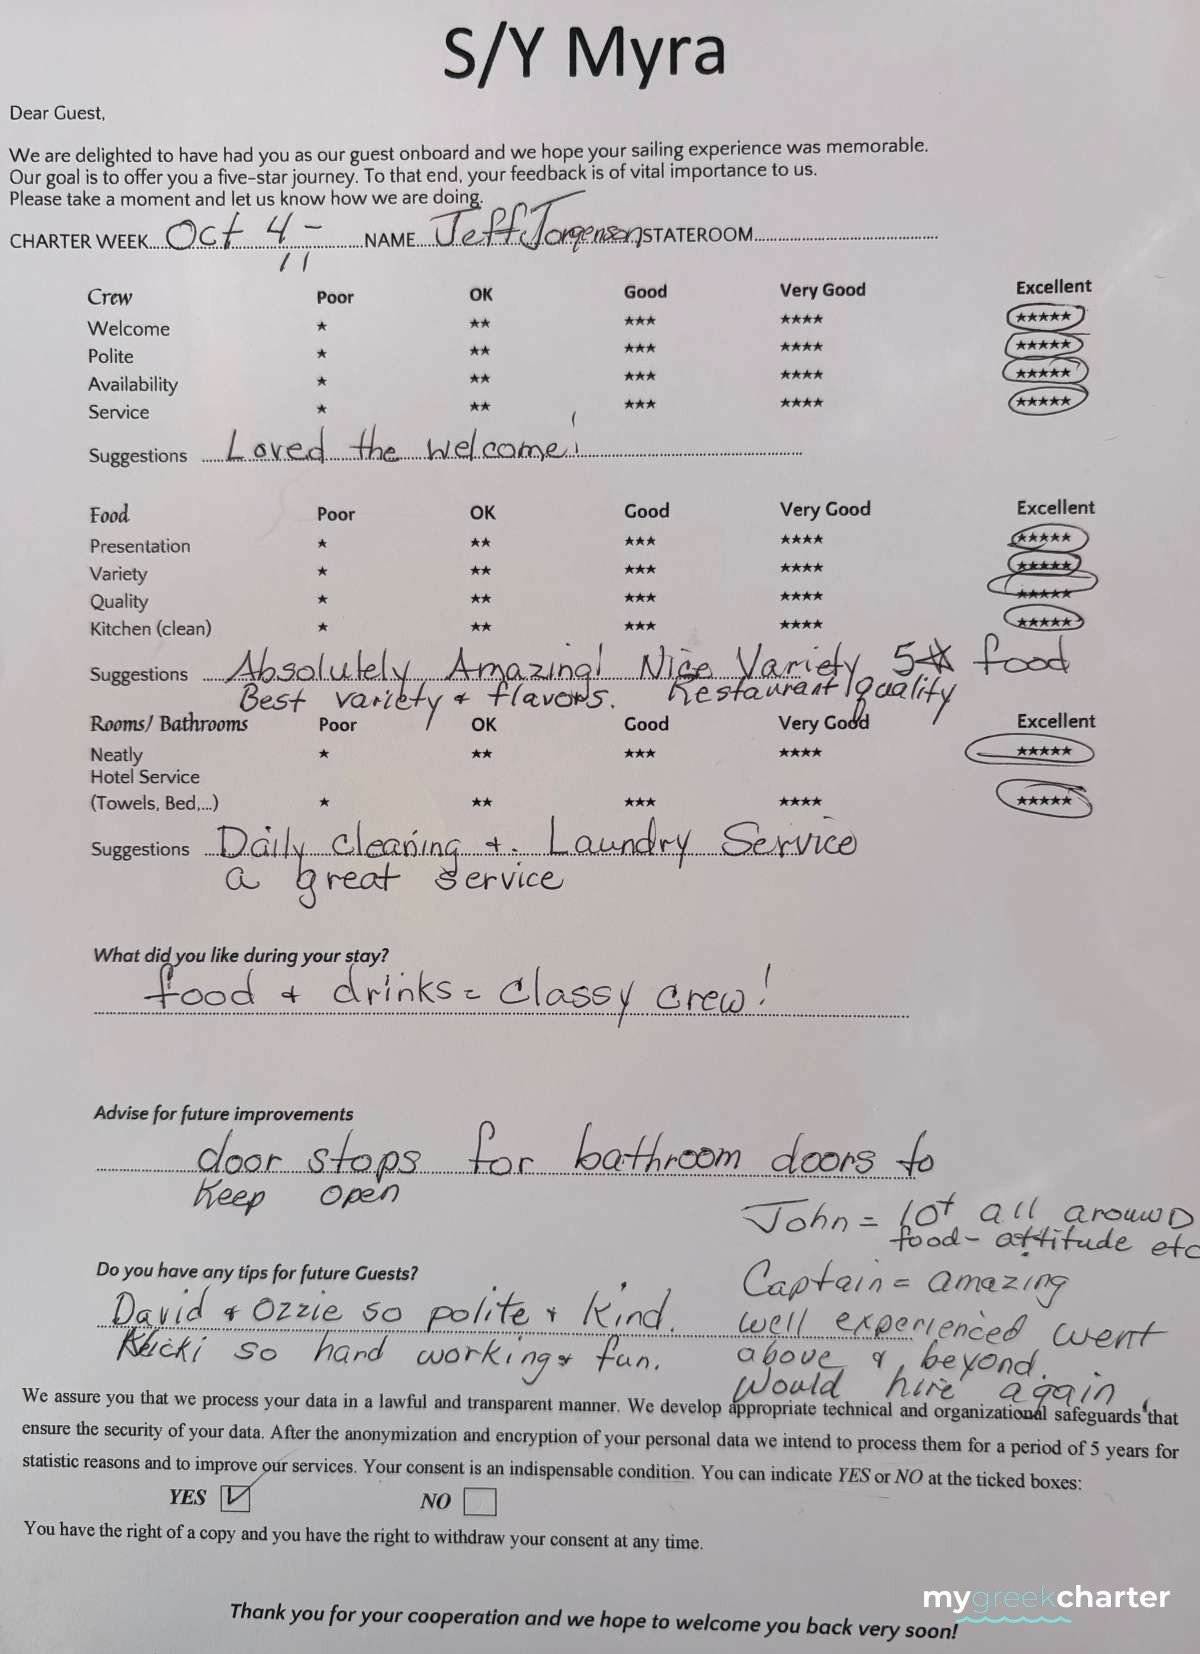 S/Y Myra
Dear Guest,
We are delighted to have had you as our guest onboard and we hope your sailing experience was memorable.
Our goal is to offer you a five-star journey. To that end, your feedback is of vital importance to us.
Please take a moment and let us know how we are doing.
CHARTER WEEK Oct 4 - 11 NAME Jeff Jorgensen STATEROOM
Crew Poor OK Good Very Good Excellent
Welcome ★ ★★ ★★★ ★★★★ ★★★★★
Polite ★ ★★ ★★★ ★★★★ ★★★★★
Availability ★ ★★ ★★★ ★★★★ ★★★★★
Service ★ ★★ ★★★ ★★★★ ★★★★★
Suggestions Loved the welcome!
Food Poor OK Good Very Good Excellent
Presentation ★ ★★ ★★★ ★★★★ ★★★★★
Variety ★ ★★ ★★★ ★★★★ ★★★★★
Quality ★ ★★ ★★★ ★★★★ ★★★★★
Kitchen (clean) ★ ★★ ★★★ ★★★★ ★★★★★
Suggestions Absolutely Amazing! Nice Variety 5★ food
Best variety + flavors. Restaurant quality
Rooms/ Bathrooms Poor OK Good Very Good Excellent
Neatly ★ ★★ ★★★ ★★★★ ★★★★★
Hotel Service
(Towels, Bed,...) ★ ★★ ★★★ ★★★★ ★★★★★
Suggestions Daily cleaning + Laundry Service
a great service
What did you like during your stay?
food + drinks = classy crew!
Advise for future improvements
door stops for bathroom doors to
keep open
John = 10+ all around
food - attitude etc
Do you have any tips for future Guests?
David + Ozzie so polite + kind.
Kicki so hard working + fun.
Captain = amazing
well experienced went
above & beyond.
Would hire again
We assure you that we process your data in a lawful and transparent manner. We develop appropriate technical and organizational safeguards that
ensure the security of your data. After the anonymization and encryption of your personal data we intend to process them for a period of 5 years for
statistic reasons and to improve our services. Your consent is an indispensable condition. You can indicate YES or NO at the ticked boxes:
YES NO
You have the right of a copy and you have the right to withdraw your consent at any time.
mygreekcharter
Thank you for your cooperation and we hope to welcome you back very soon!